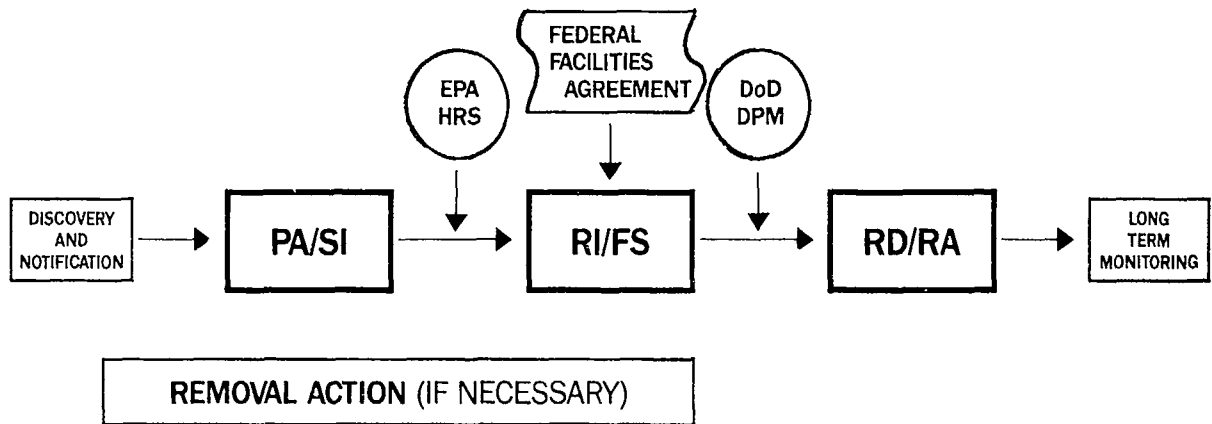 FEDERAL
FACILITIES
AGREEMENT
EPA
HRS
DoD
DPM
DISCOVERY
AND
NOTIFICATION
PA/SI
RI/FS
RD/RA
LONG
TERM
MONITORING
REMOVAL ACTION (IF NECESSARY)